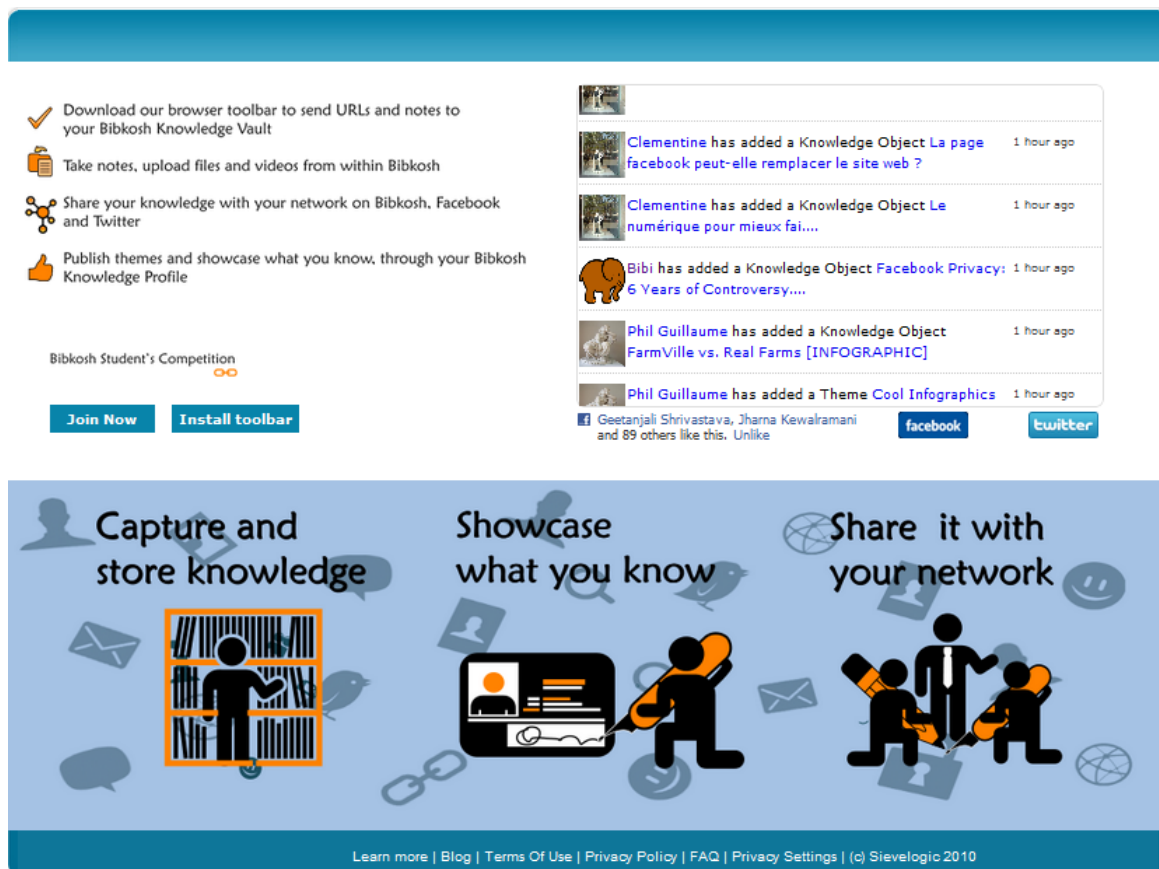 Download our browser toolbar to send URLs and notes to
your Bibkosh Knowledge Vault
Take notes, upload files and videos from within Bibkosh
Share your knowledge with your network on Bibkosh, Facebook
and Twitter
Publish themes and showcase what you know, through your Bibkosh
Knowledge Profile
Bibkosh Student's Competition
Join Now
Install toolbar
Clementine has added a Knowledge Object La page 1 hour ago
facebook peut-elle remplacer le site web ?
Clementine has added a Knowledge Object Le 1 hour ago
numérique pour mieux fai....
Bibi has added a Knowledge Object Facebook Privacy: 1 hour ago
6 Years of Controversy....
Phil Guillaume has added a Knowledge Object 1 hour ago
FarmVille vs. Real Farms [INFOGRAPHIC]
Phil Guillaume has added a Theme Cool Infographics 1 hour ago
Geetanjali Shrivastava, Jharna Kewalramani
and 89 others like this. Unlike
facebook
twitter
Capture and
store knowledge
Showcase
what you know
Share it with
your network
Learn more | Blog | Terms Of Use | Privacy Policy | FAQ | Privacy Settings | (c) Sievelogic 2010